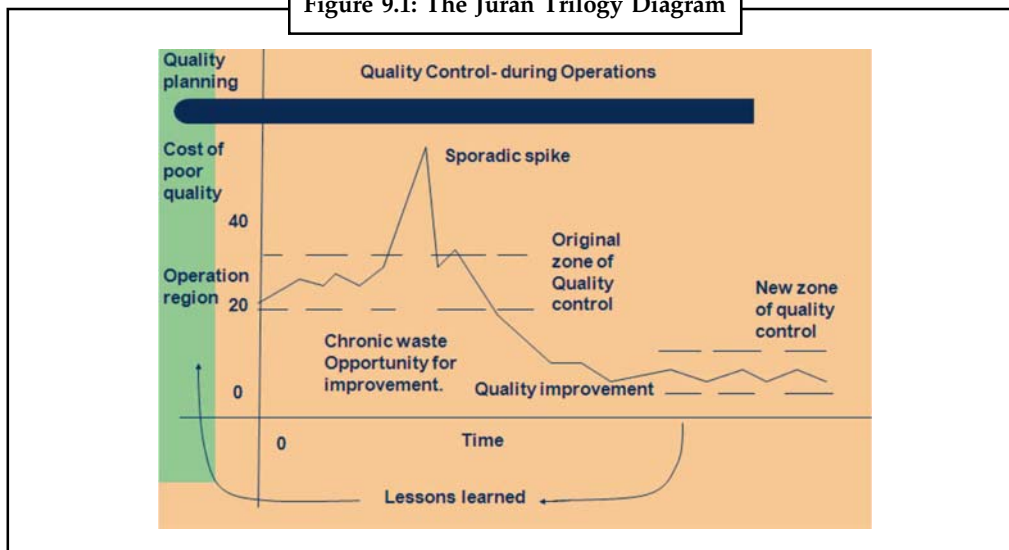 Figure 9.1: The Juran Trilogy Diagram
Quality
planning
Quality Control- during Operations
Cost of
poor
quality
Sporadic spike
40
Original
zone of
Quality
control
Operation
region
20
New zone
of quality
control
Chronic waste
Opportunity for
improvement.
Quality improvement
0
0
Time
Lessons learned